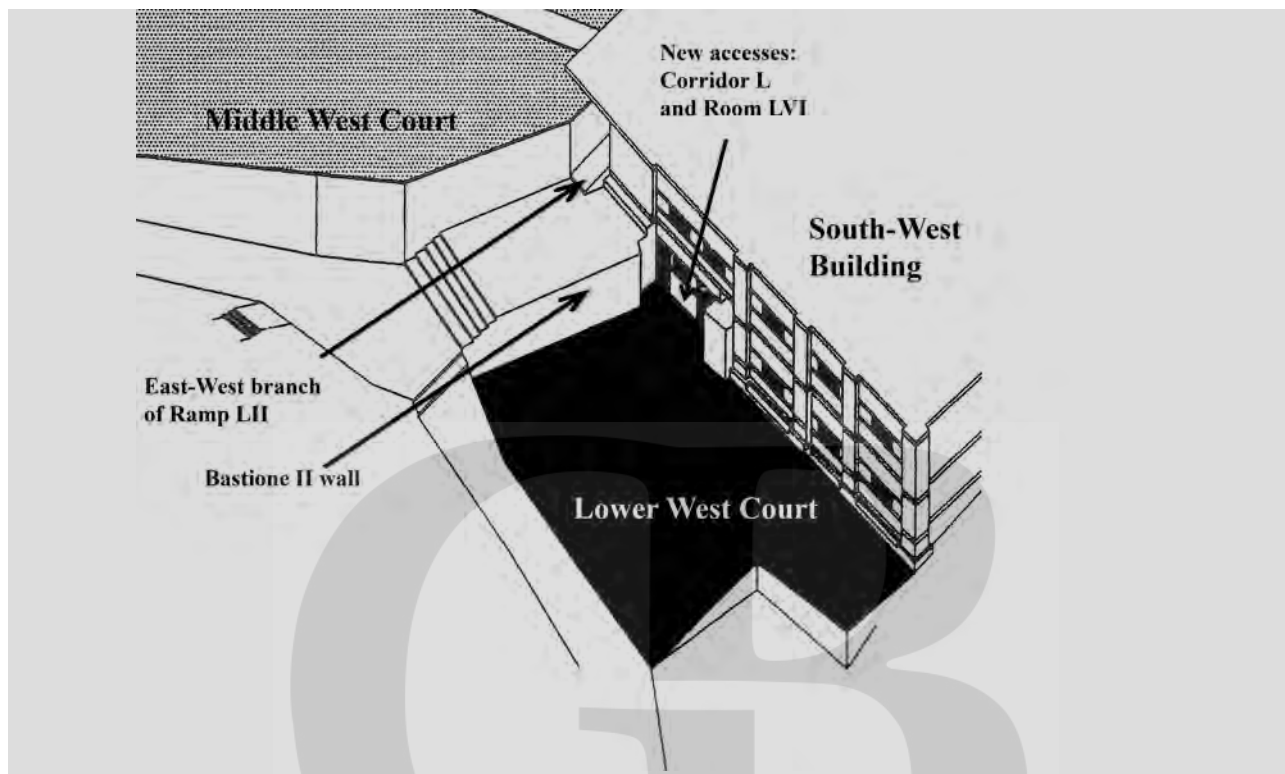 New accesses:
Corridor L
and Room LVI
Middle West Court
South-West
Building
East-West branch
of Ramp LII
Bastione II wall
Lower West Court